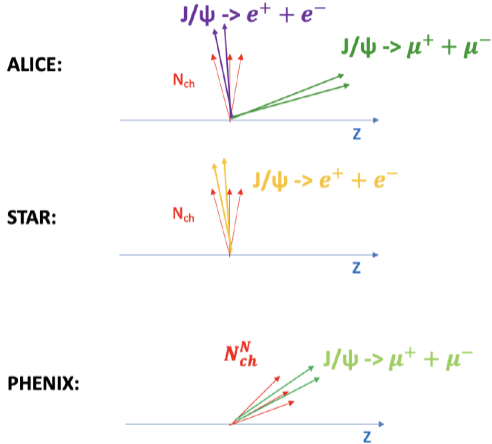 J/ψ -> e⁺ + e⁻
J/ψ -> μ⁺ + μ⁻
ALICE:
N_ch
Z
J/ψ -> e⁺ + e⁻
STAR:
N_ch
Z
N_ch^N
J/ψ -> μ⁺ + μ⁻
PHENIX:
Z